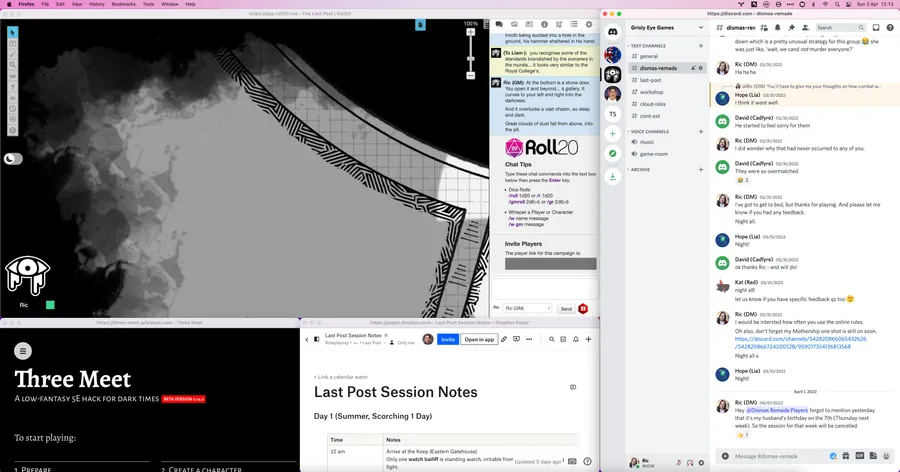 Firefox File Edit View History Bookmarks Tools Window Help
Sun 3 Apr 12:13
https://app.roll20.net - The Last Post | Roll20
100%
Innoth being sucked into a hole in the
ground, his hammer shattered in his hand.
(To Liam ): you recognise some of the
standards brandished by the sorcerers
in the murals... it looks very similar to the
Royal College's.
Ric (GM): At the bottom is a stone door.
You open it and beyond... a gallery. It
curves to your left and right into the
darkness.
And it overlooks a vast chasm, so deep
and dark.
Great clouds of dust fall from above, into
the pit.
Roll20
Chat Tips
Type these chat commands into the text
box below then press the Enter key.
• Dice Rolls
/roll 1d20 or /r 1d20
/gmroll 2d6>5 or /gr 2d6>5
• Whisper a Player or Character
/w name message
/w gm message
Invite Players
The player link for this campaign is:
As: Ric (GM) Send
Ric
https://three-meet.grislyeye.com - Three Meet
Three Meet
A LOW-FANTASY 5E HACK FOR DARK TIMES
To start playing:
1. PREPARE
2. CREATE A CHARACTER
https://paper.dropbox.com - Last Post Session Notes – Dropbox Paper
Last Post Session Notes
Roleplaying • ••• • Last Post Only me
Invite
Open in app
+ Link a calendar event
Last Post Session Notes
Day 1 (Summer, Scorching 1 Day)
Time Notes
12 am Arrive at the Keep (Eastern Gatehouse)
Only one watch bailiff is standing watch, irritable from
fight.
Updated 5 days ago
https://discord.com - dismas-remade
Grisly Eye Games
TEXT CHANNELS
general
dismas-remade
last-post
workshop
cloud-isles
cont-ext
VOICE CHANNELS
music
game-room
ARCHIVE
TS
Ric
#0008
# dismas-rem
Search
down which is a pretty unusual strategy for this group 😂 she
was just like, 'wait, we can not murder everyone?'
Ric (DM) 03/31/2022
Ha ha ha
@Ric (DM) You'll have to give me your thoughts on how combat w
Hope (Lia) 03/31/2022
I think it went well
David (Cadfyre) 03/31/2022
He started to feel sorry for them
Ric (DM) 03/31/2022
I did wonder why that had never occurred to any of you.
David (Cadfyre) 03/31/2022
They were so overmatched
😂 2
Ric (DM) 03/31/2022
I've got to get to bed, but thanks for playing. And please let me
know if you had any feedback.
Night all.
Hope (Lia) 03/31/2022
Night!
David (Cadfyre) 03/31/2022
ok thanks Ric - and will do!
Kat (Red) 03/31/2022
night all!
let us know if you have specific feedback qs too 🙂
Ric (DM) 03/31/2022
I would be intersted how often you use the online rules.
Oh also, don't forget my Mothership one shot is still on soon.
https://discord.com/channels/542820866065432626
/542820866724200528/959017354136813568
Night all x
Hope (Lia) 03/31/2022
Night!
April 1, 2022
Ric (DM) 04/01/2022
Hey @Dismas Remade Players forgot to mention yesterday
that it's my husband's birthday on the 7th (Thursday next
week). So the session for that week will be cancelled.
👍 1
Message #dismas-remade